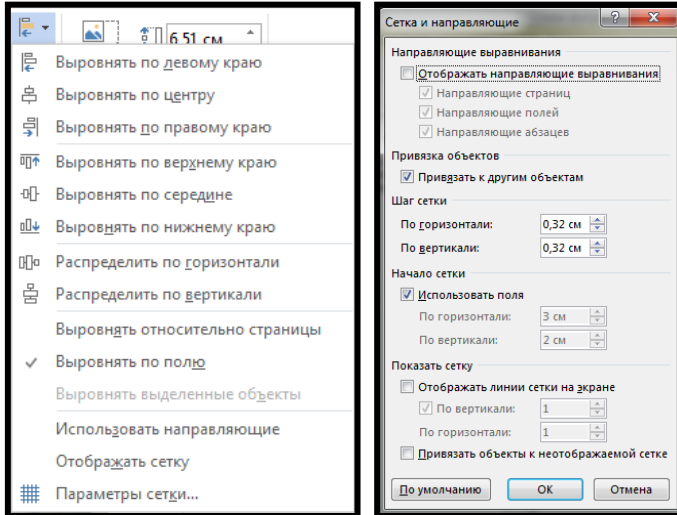 6,51 см
Выровнять по левому краю
Выровнять по центру
Выровнять по правому краю
Выровнять по верхнему краю
Выровнять по середине
Выровнять по нижнему краю
Распределить по горизонтали
Распределить по вертикали
Выровнять относительно страницы
Выровнять по полю
Выровнять выделенные объекты
Использовать направляющие
Отображать сетку
Параметры сетки...
Сетка и направляющие
Направляющие выравнивания
Отображать направляющие выравнивания
Направляющие страниц
Направляющие полей
Направляющие абзацев
Привязка объектов
Привязать к другим объектам
Шаг сетки
По горизонтали: 0,32 см
По вертикали: 0,32 см
Начало сетки
Использовать поля
По горизонтали: 3 см
По вертикали: 2 см
Показать сетку
Отображать линии сетки на экране
По вертикали: 1
По горизонтали: 1
Привязать объекты к неотображаемой сетке
По умолчанию ОК Отмена